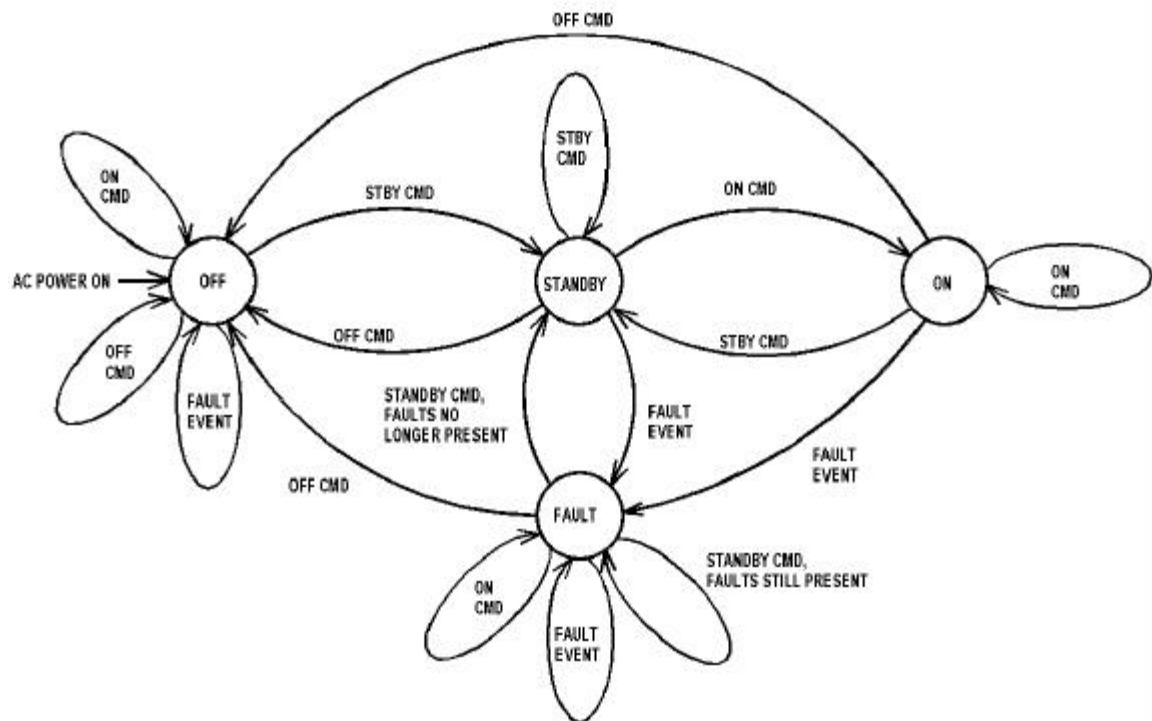 OFF CMD
STBY
CMD
ON
CMD
STBY CMD
ON CMD
AC POWER ON
OFF
STANDBY
ON
ON
CMD
OFF CMD
STBY CMD
OFF
CMD
FAULT
EVENT
STANDBY CMD,
FAULTS NO
LONGER PRESENT
FAULT
EVENT
FAULT
EVENT
OFF CMD
FAULT
STANDBY CMD,
FAULTS STILL PRESENT
ON
CMD
FAULT
EVENT